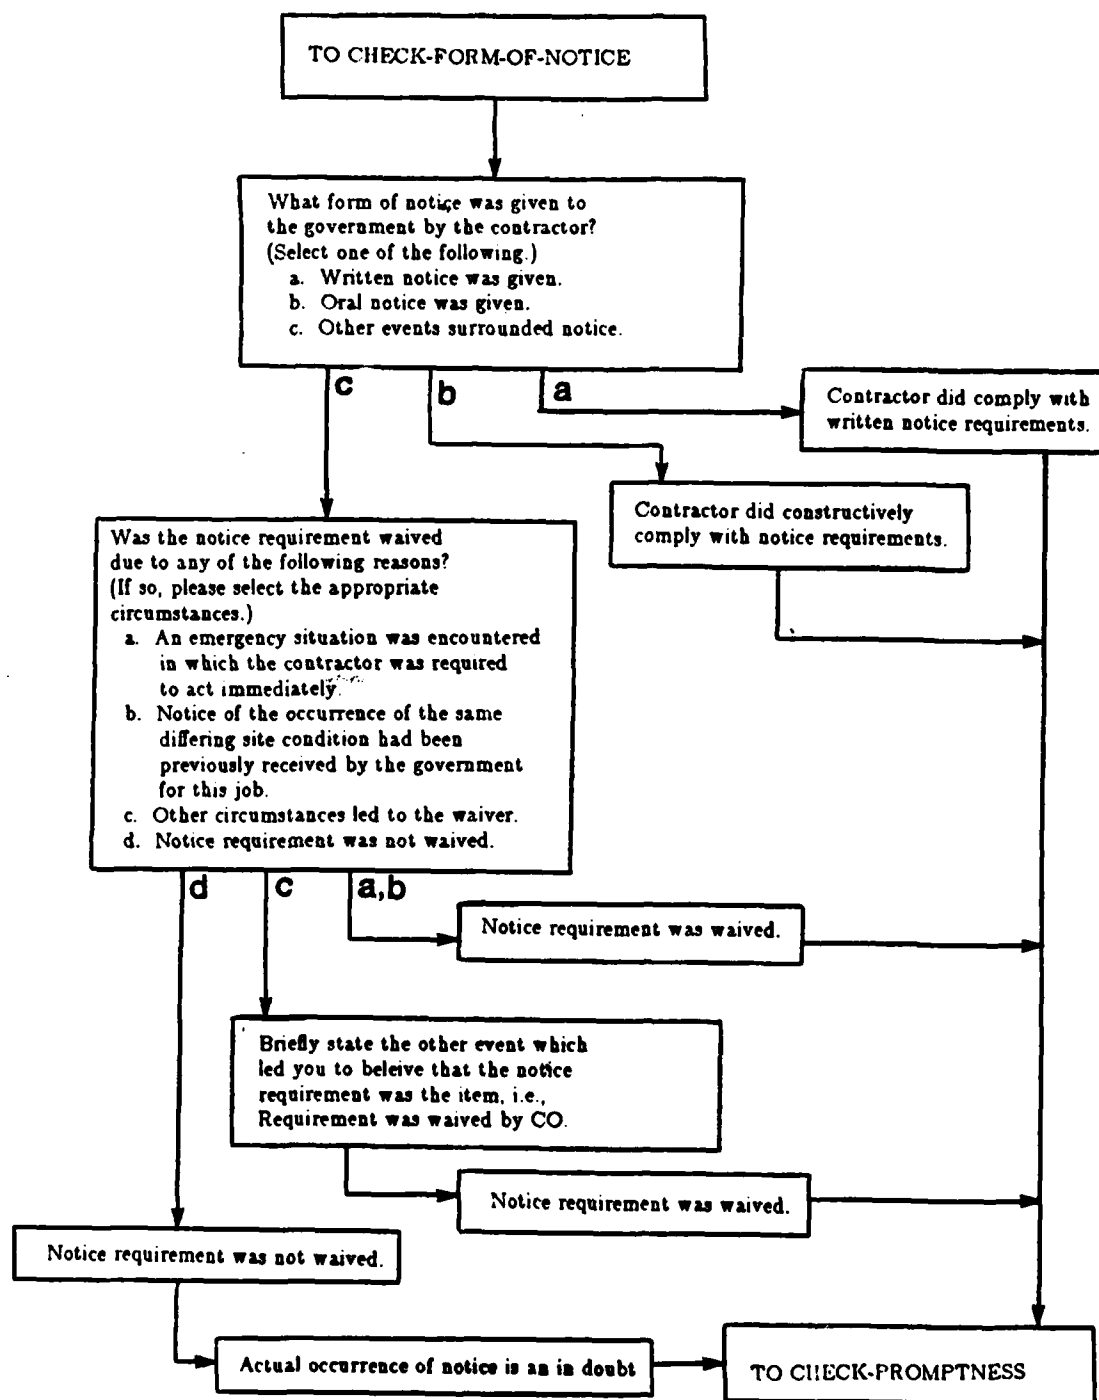 TO CHECK-FORM-OF-NOTICE
What form of notice was given to
the government by the contractor?
(Select one of the following.)
a. Written notice was given.
b. Oral notice was given.
c. Other events surrounded notice.
c
b
a
Contractor did comply with
written notice requirements.
Contractor did constructively
comply with notice requirements.
Was the notice requirement waived
due to any of the following reasons?
(If so, please select the appropriate
circumstances.)
a. An emergency situation was encountered
in which the contractor was required
to act immediately.
b. Notice of the occurrence of the same
differing site condition had been
previously received by the government
for this job.
c. Other circumstances led to the waiver.
d. Notice requirement was not waived.
d
c
a,b
Notice requirement was waived.
Briefly state the other event which
led you to beleive that the notice
requirement was the item, i.e.,
Requirement was waived by CO.
Notice requirement was waived.
Notice requirement was not waived.
Actual occurrence of notice is an in doubt
TO CHECK-PROMPTNESS